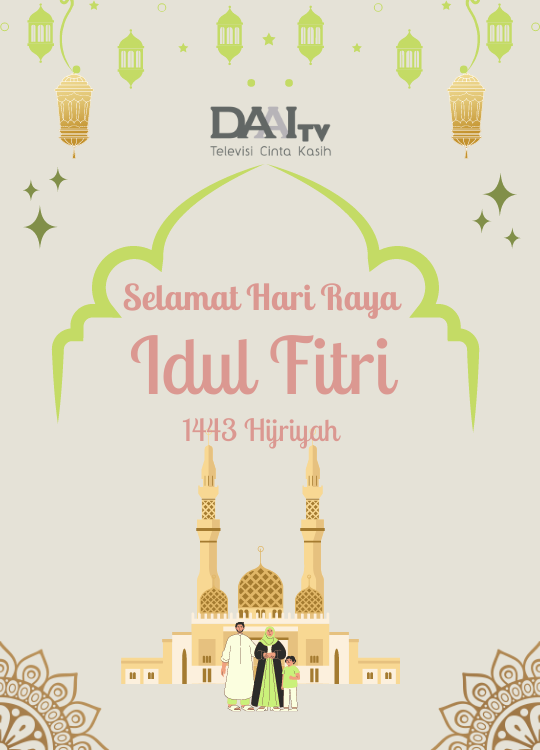 DAAI TV
Televisi Cinta Kasih
Selamat Hari Raya
Idul Fitri
1443 Hijriyah